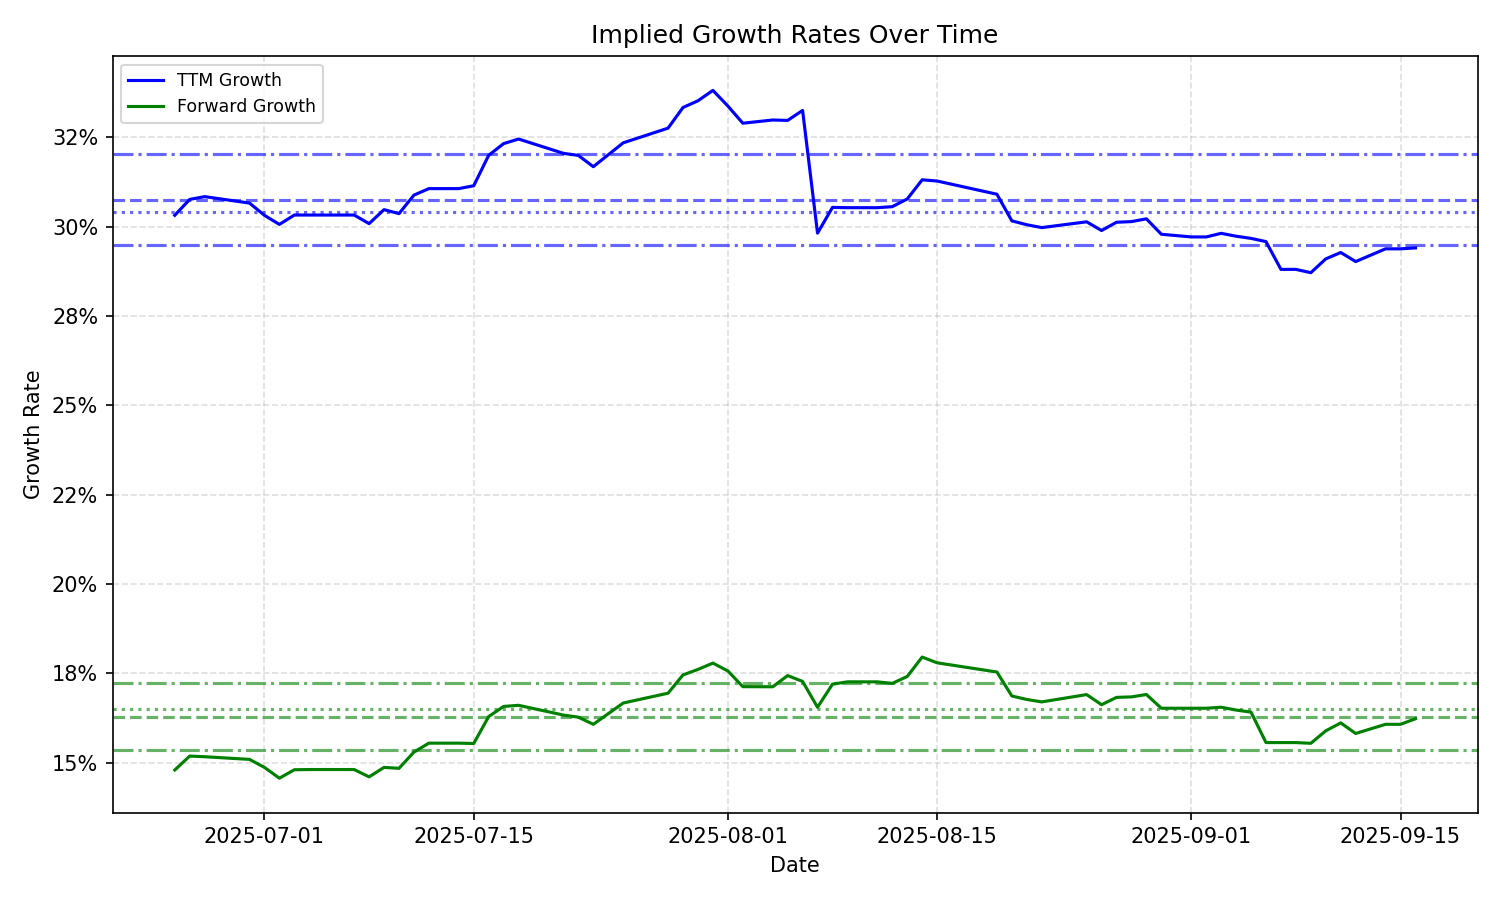 Implied Growth Rates Over Time
TTM Growth
Forward Growth
32%
30%
28%
25%
22%
20%
18%
15%
Growth Rate
2025-07-01
2025-07-15
2025-08-01
2025-08-15
2025-09-01
2025-09-15
Date